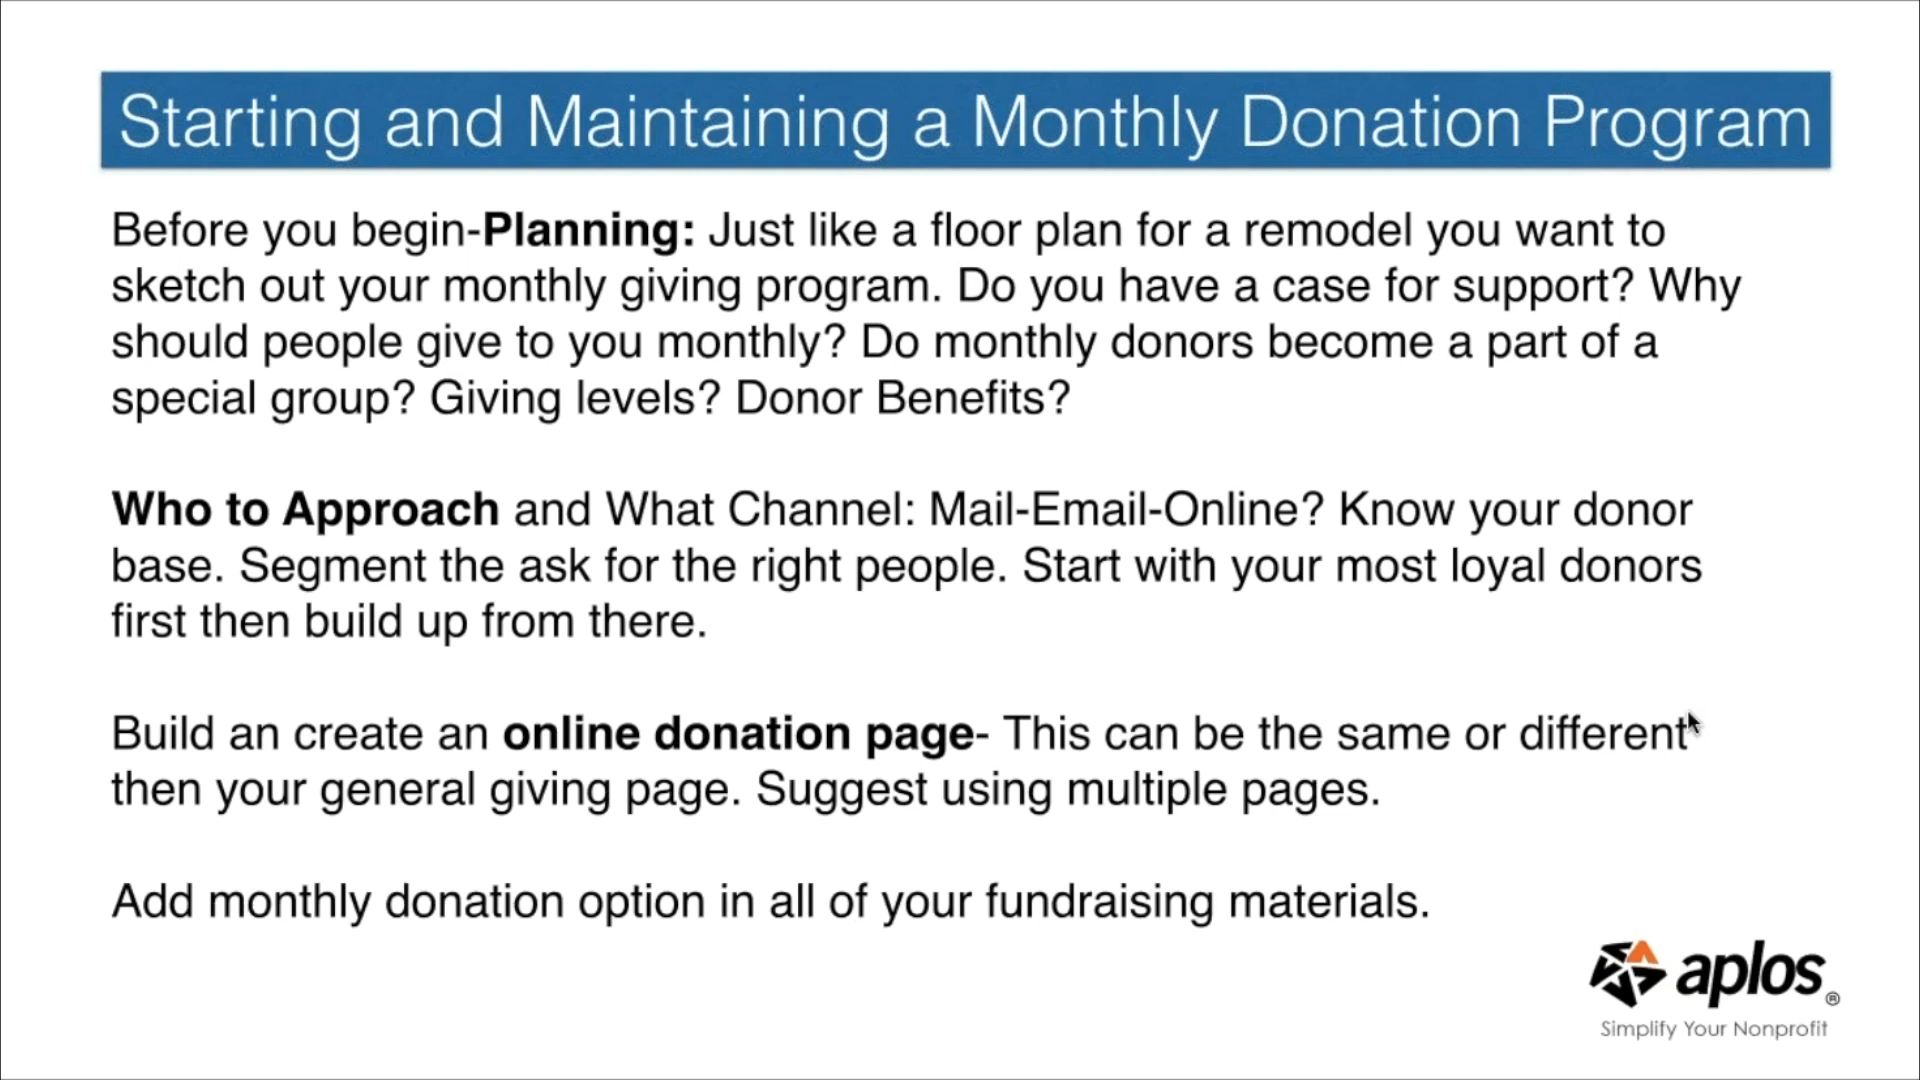 Starting and Maintaining a Monthly Donation Program
Before you begin-Planning: Just like a floor plan for a remodel you want to
sketch out your monthly giving program. Do you have a case for support? Why
should people give to you monthly? Do monthly donors become a part of a
special group? Giving levels? Donor Benefits?
Who to Approach and What Channel: Mail-Email-Online? Know your donor
base. Segment the ask for the right people. Start with your most loyal donors
first then build up from there.
Build an create an online donation page- This can be the same or different
then your general giving page. Suggest using multiple pages.
Add monthly donation option in all of your fundraising materials.
aplos®
Simplify Your Nonprofit